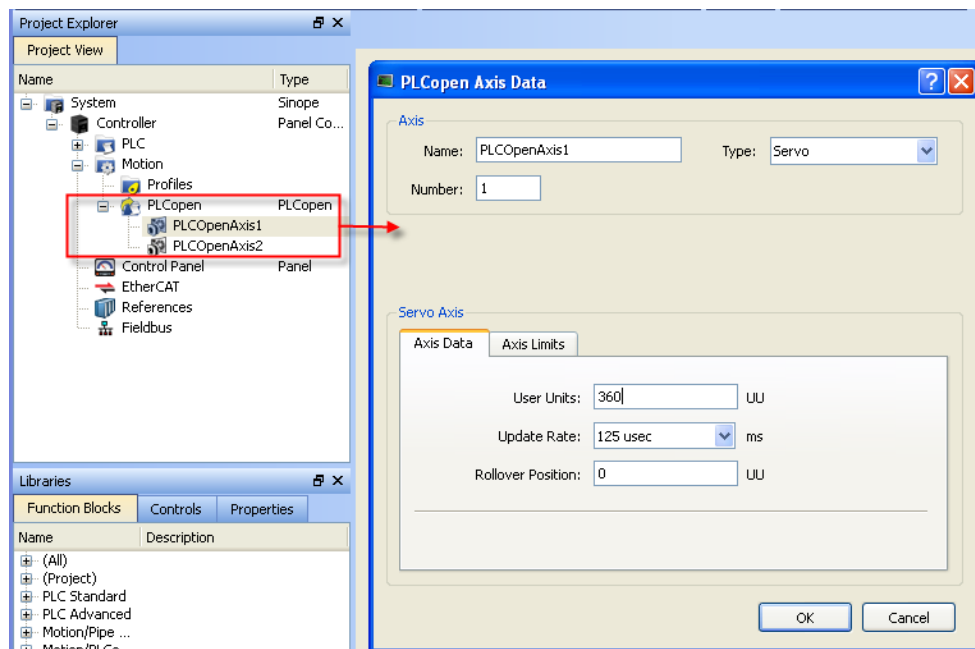 Project Explorer
Project View
Name Type
System Sinope
Controller Panel Co...
PLC
Motion
Profiles
PLCopen PLCopen
PLCOpenAxis1
PLCOpenAxis2
Control Panel Panel
EtherCAT
References
Fieldbus
Libraries
Function Blocks Controls Properties
Name Description
(All)
(Project)
PLC Standard
PLC Advanced
Motion/Pipe ...
Motion/PLCo...
PLCopen Axis Data
Axis
Name: PLCOpenAxis1 Type: Servo
Number: 1
Servo Axis
Axis Data Axis Limits
User Units: 360 UU
Update Rate: 125 usec ms
Rollover Position: 0 UU
OK Cancel